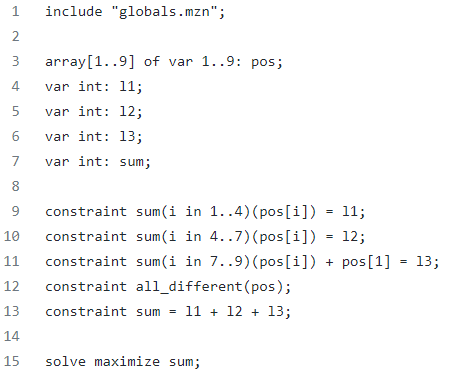 1 include "globals.mzn";
2
3 array[1..9] of var 1..9: pos;
4 var int: l1;
5 var int: l2;
6 var int: l3;
7 var int: sum;
8
9 constraint sum(i in 1..4)(pos[i]) = l1;
10 constraint sum(i in 4..7)(pos[i]) = l2;
11 constraint sum(i in 7..9)(pos[i]) + pos[1] = l3;
12 constraint all_different(pos);
13 constraint sum = l1 + l2 + l3;
14
15 solve maximize sum;